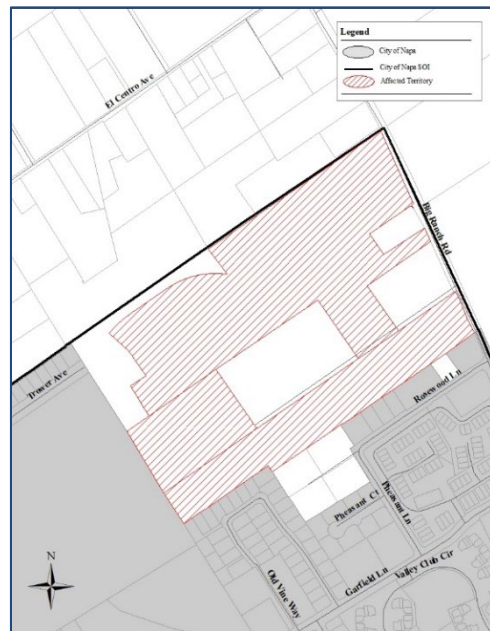 Legend
City of Napa
City of Napa SOI
Affected Territory
El Centro Ave
Big Ranch Rd
Trower Ave
Rosewood Ln
Pheasant Ln
Pheasant Ct
Garfield Ln
Valley Club Cir
Old Vine Way
N